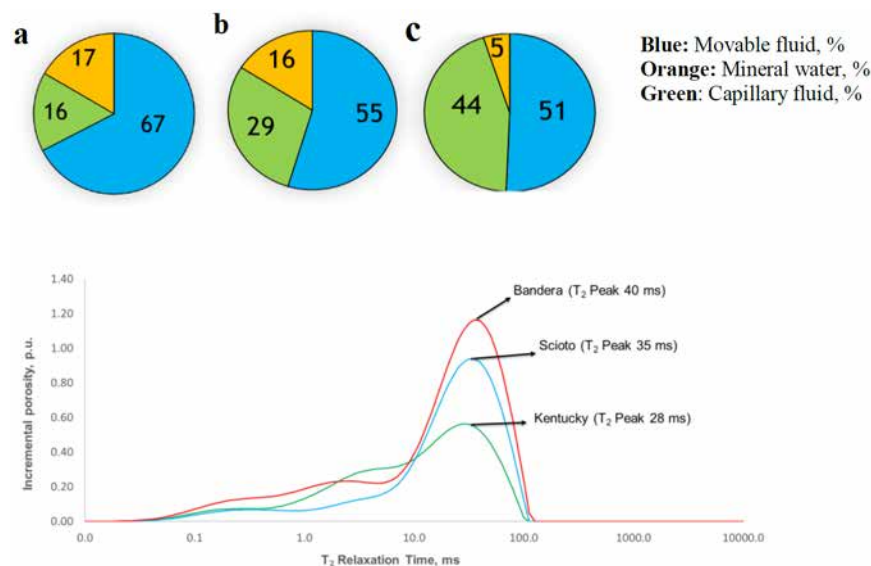 a
b
c
17
16
67
16
29
55
5
44
51
Blue: Movable fluid, %
Orange: Mineral water, %
Green: Capillary fluid, %
1.40
1.20
1.00
0.80
0.60
0.40
0.20
0.00
Incremental porosity, p.u.
Bandera (T₂ Peak 40 ms)
Scioto (T₂ Peak 35 ms)
Kentucky (T₂ Peak 28 ms)
0.0 0.1 1.0 10.0 100.0 1000.0 10000.0
T₂ Relaxation Time, ms